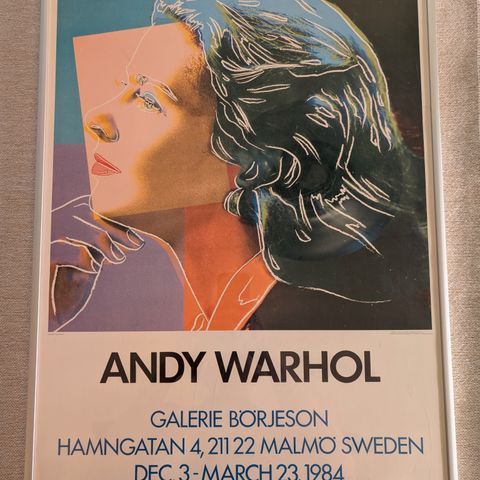 ANDY WARHOL
GALERIE BÖRJESON
HAMNGATAN 4, 211 22 MALMÖ SWEDEN
DEC. 3 - MARCH 23, 1984